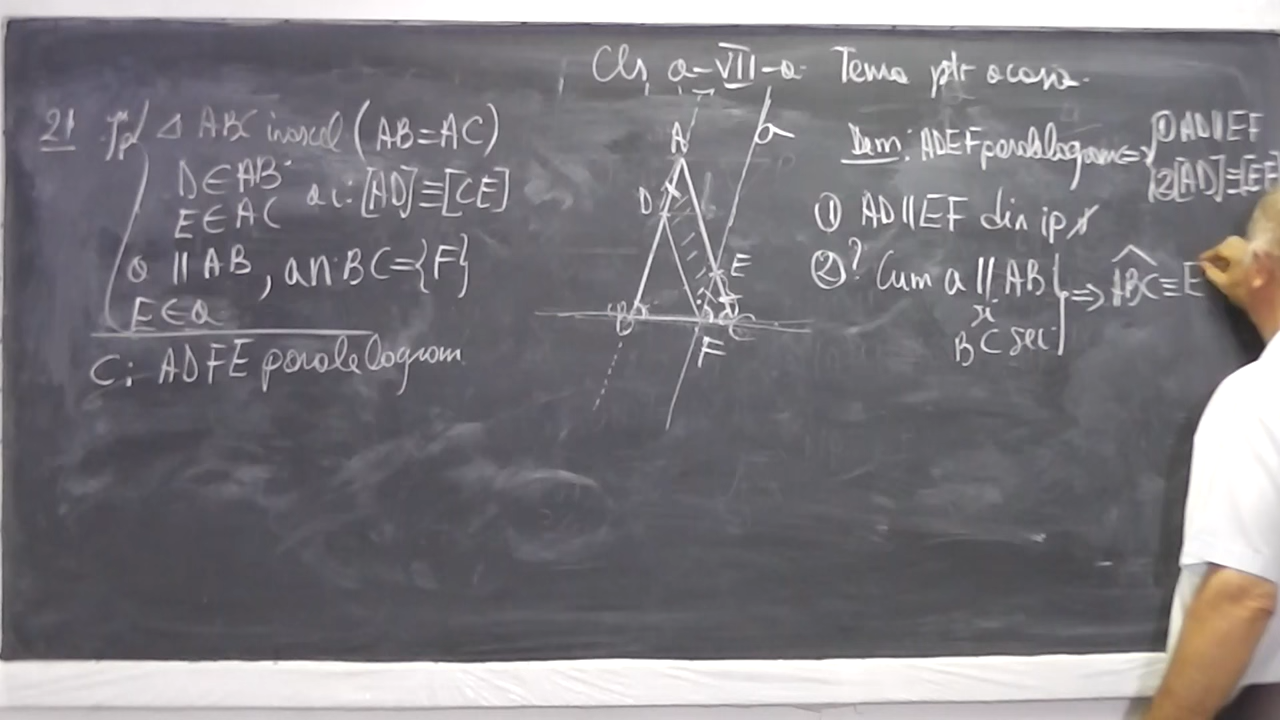 Cls a-VII-a Tema ptr acasa
21 Ip Δ ABC isoscel (AB=AC)
D∈AB
E∈AC a.î: [AD]≡[CE]
a ∥ AB, a∩BC={F}
E∈a
C: ADFE paralelogram
A
a
D
E
B
C
F
Dem: ADEF paralelogram => ① AD∥EF
② [AD]≡[EF
① AD∥EF din ip
②? Cum a ∥ AB
și
BC sec
=> ABC≡E